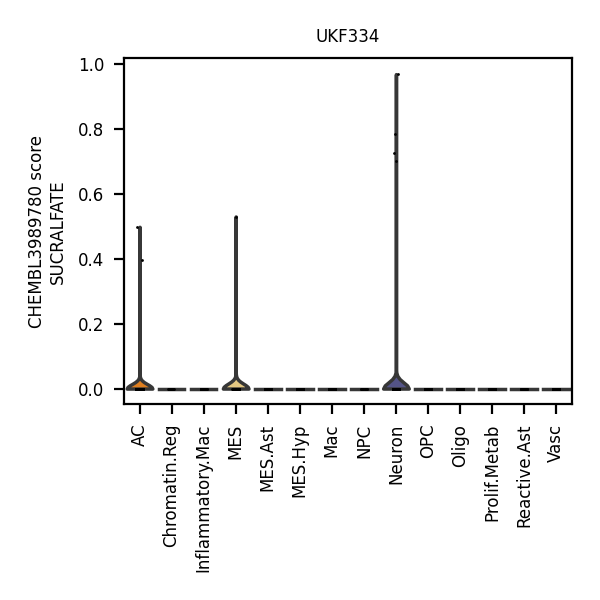 UKF334
CHEMBL3989780 score
SUCRALFATE
1.0
0.8
0.6
0.4
0.2
0.0
AC
Chromatin.Reg
Inflammatory.Mac
MES
MES.Ast
MES.Hyp
Mac
NPC
Neuron
OPC
Oligo
Prolif.Metab
Reactive.Ast
Vasc